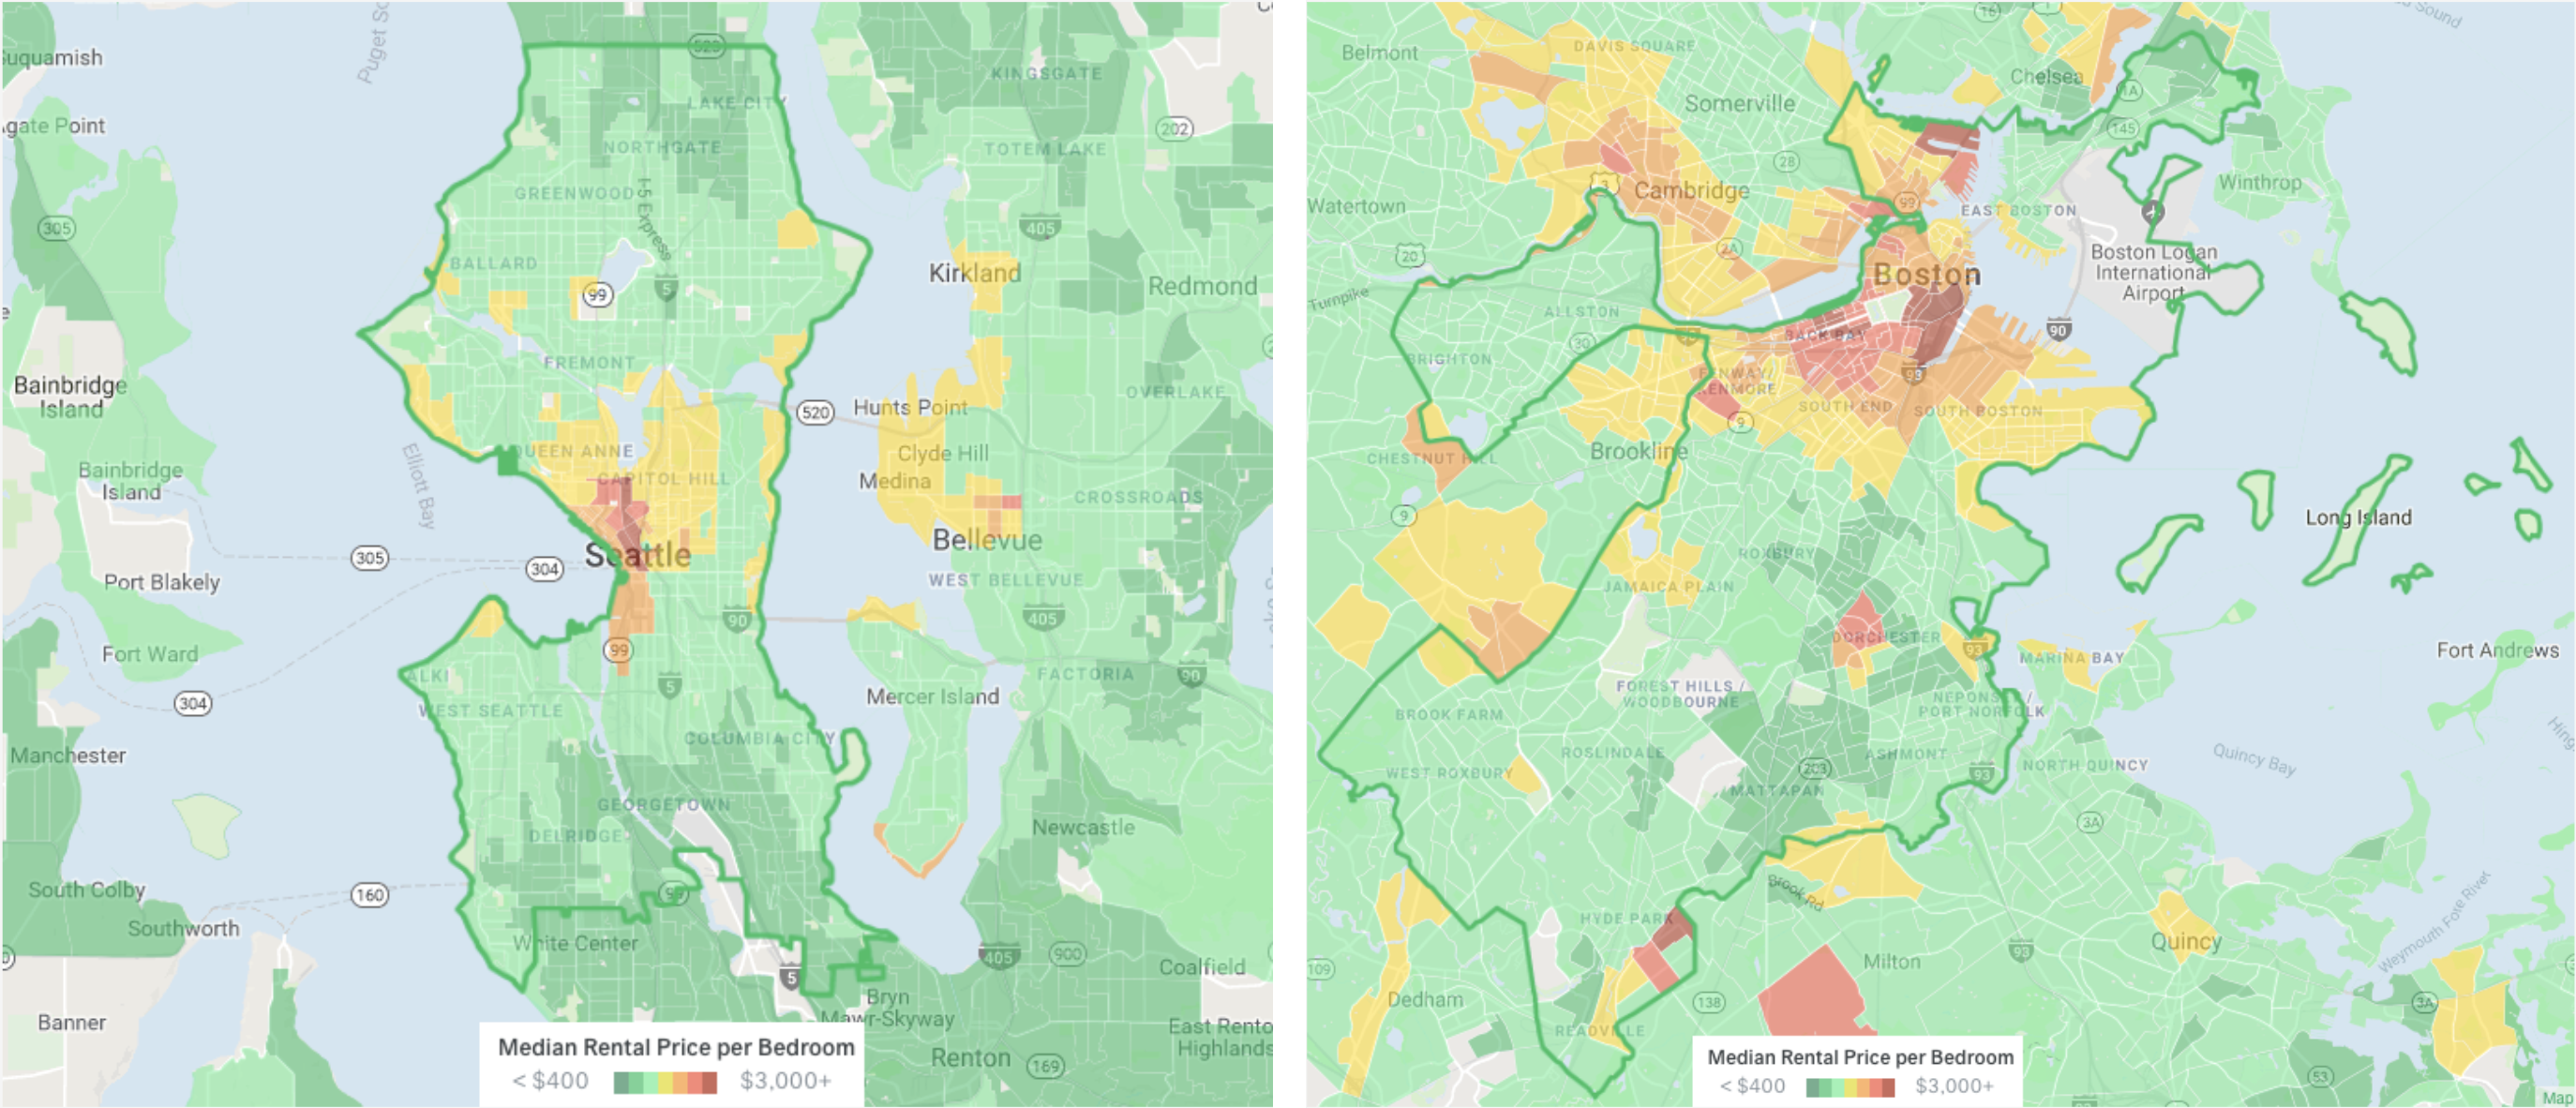 Suquamish
Puget So
520
LAKE CITY
KINGSGATE
Agate Point
202
NORTHGATE
TOTEM LAKE
GREENWOOD
I-5 Express
305
405
BALLARD
Kirkland
Redmond
99
5
FREMONT
Bainbridge
Island
OVERLAKE
520
Hunts Point
QUEEN ANNE
Clyde Hill
Bainbridge
Island
Elliott Bay
CAPITOL HILL
Medina
CROSSROADS
Seattle
Bellevue
305
304
Port Blakely
WEST BELLEVUE
90
405
Fort Ward
99
ALKI
5
FACTORIA
90
304
WEST SEATTLE
Mercer Island
Manchester
COLUMBIA CITY
GEORGETOWN
DELRIDGE
Newcastle
South Colby
160
99
Southworth
White Center
405
900
Coalfield
5
Bryn
Mawr-Skyway
Banner
East Rento
Highlands
Renton
169
Median Rental Price per Bedroom
< $400
$3,000+
Belmont
DAVIS SQUARE
16
1
Sound
Chelsea
Somerville
1A
145
28
3
Cambridge
Watertown
99
EAST BOSTON
Winthrop
20
2A
Boston
Boston Logan
International
Airport
Turnpike
ALLSTON
BACK BAY
90
30
BRIGHTON
FENWAY/
KENMORE
93
9
SOUTH END
SOUTH BOSTON
CHESTNUT HILL
Brookline
9
Long Island
ROXBURY
JAMAICA PLAIN
DORCHESTER
93
MARINA BAY
Fort Andrews
FOREST HILLS /
WOODBOURNE
NEPONSET /
PORT NORFOLK
BROOK FARM
ROSLINDALE
ASHMONT
Quincy Bay
Hing
WEST ROXBURY
203
93
NORTH QUINCY
MATTAPAN
3A
Brook Rd
HYDE PARK
Quincy
Weymouth Fore River
93
109
Milton
Dedham
138
3A
READVILLE
53
Median Rental Price per Bedroom
< $400
$3,000+
Map